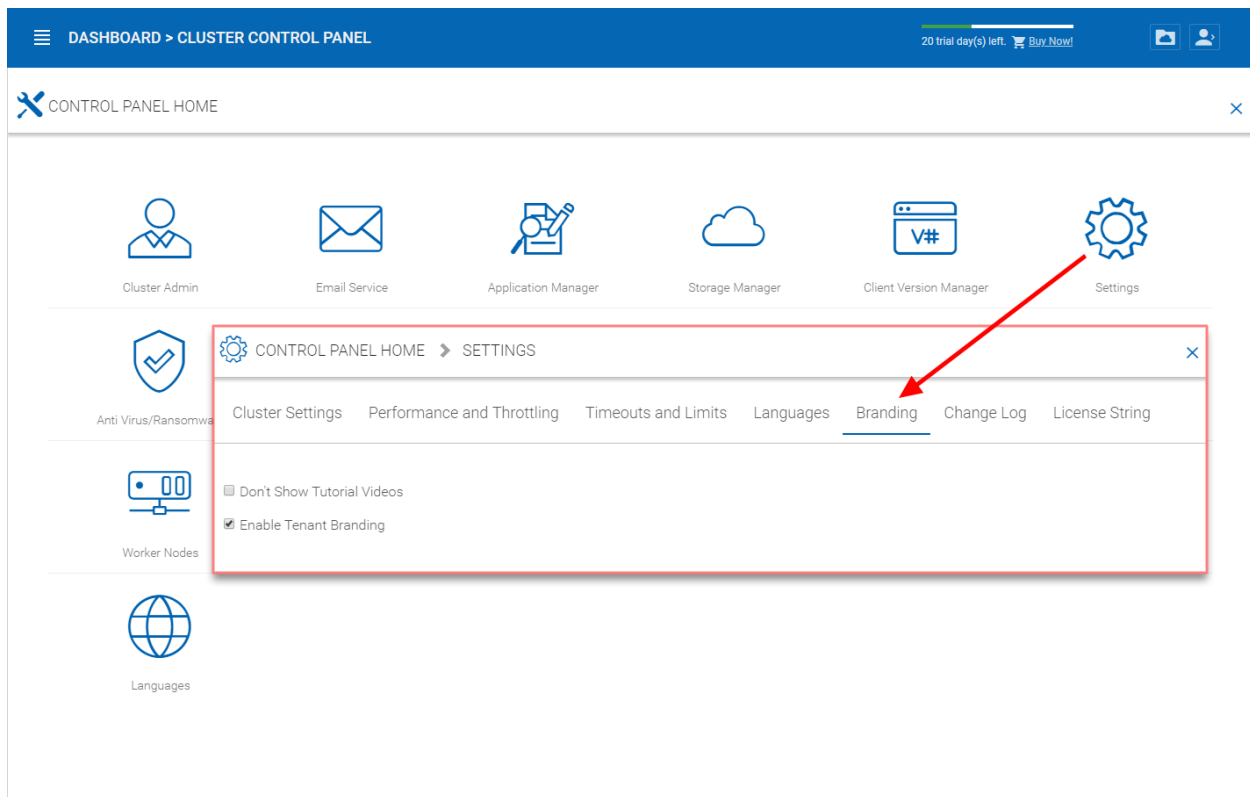 DASHBOARD > CLUSTER CONTROL PANEL
20 trial day(s) left. Buy Now!
CONTROL PANEL HOME
V#
Cluster Admin
Email Service
Application Manager
Storage Manager
Client Version Manager
Settings
CONTROL PANEL HOME > SETTINGS
Anti Virus/Ransomwa
Cluster Settings
Performance and Throttling
Timeouts and Limits
Languages
Branding
Change Log
License String
Don't Show Tutorial Videos
Enable Tenant Branding
Worker Nodes
Languages